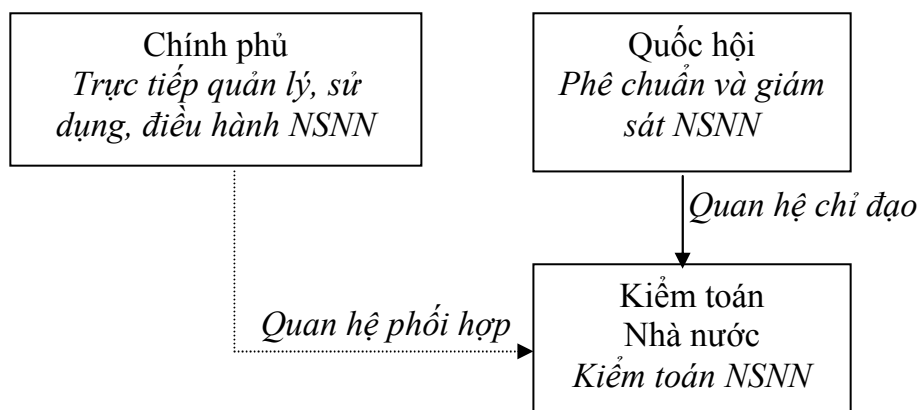 Chính phủ
Trực tiếp quản lý, sử
dụng, điều hành NSNN
Quốc hội
Phê chuẩn và giám
sát NSNN
Quan hệ chỉ đạo
Quan hệ phối hợp
Kiểm toán
Nhà nước
Kiểm toán NSNN